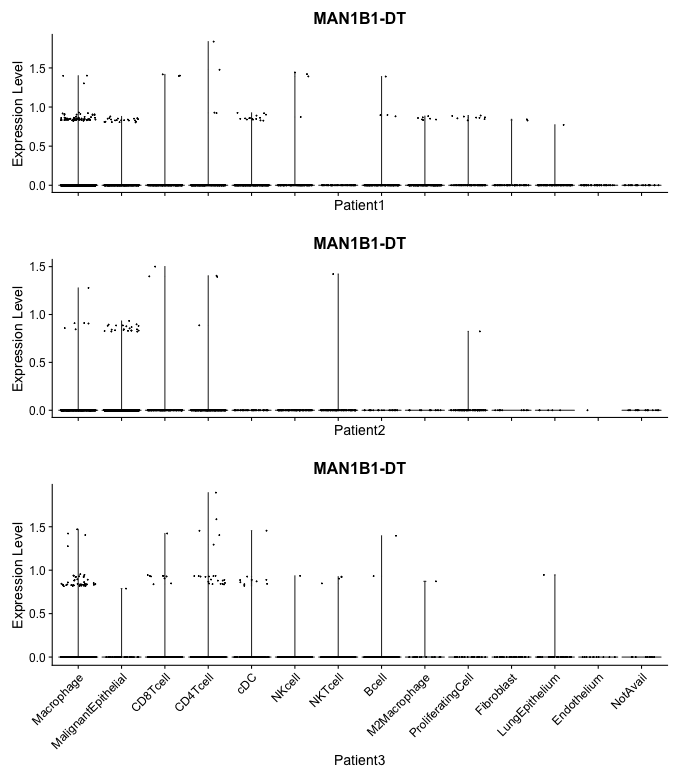 MAN1B1-DT
Expression Level
1.5
1.0
0.5
0.0
Patient1
MAN1B1-DT
Expression Level
1.5
1.0
0.5
0.0
Patient2
MAN1B1-DT
Expression Level
1.5
1.0
0.5
0.0
Macrophage
MalignantEpithelial
CD8Tcell
CD4Tcell
cDC
NKcell
NKTcell
Bcell
M2Macrophage
ProliferatingCell
Fibroblast
LungEpithelium
Endothelium
NotAvail
Patient3